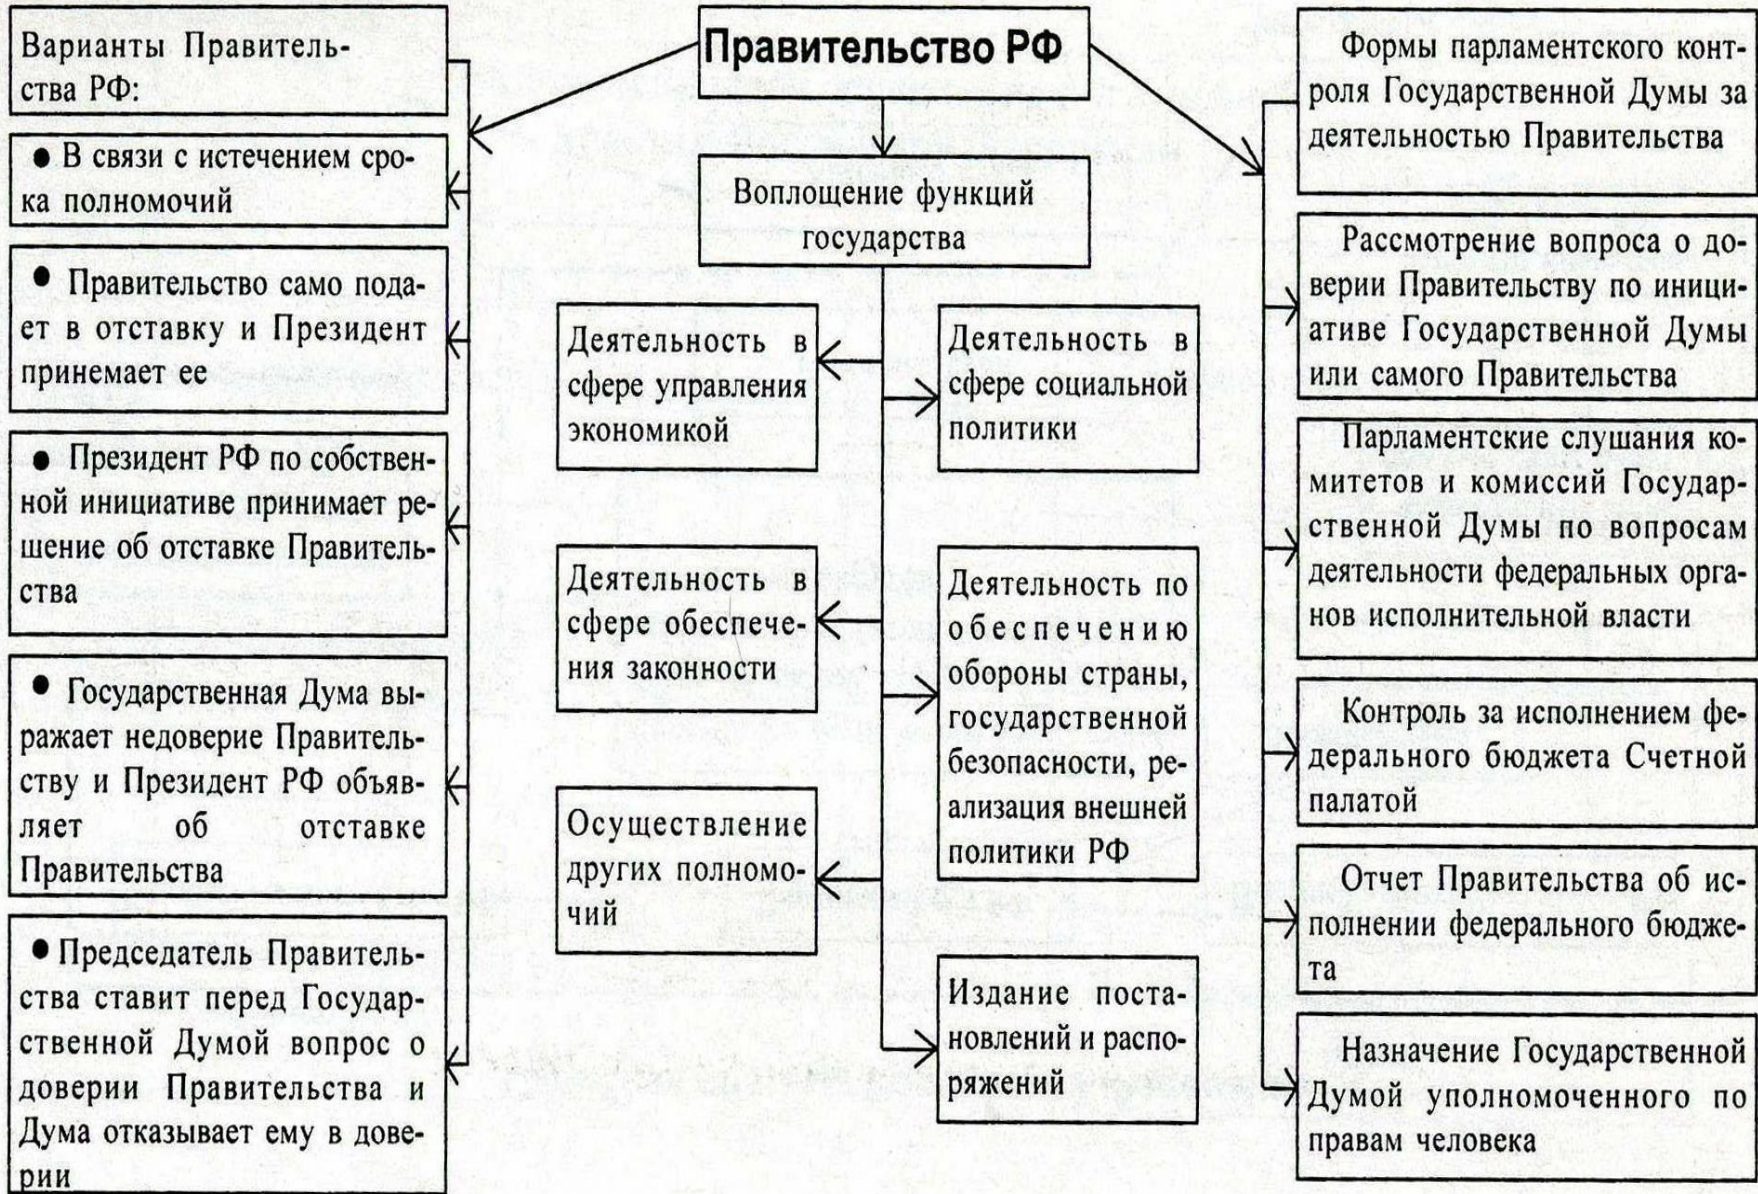 Варианты Правитель-
ства РФ:
● В связи с истечением сро-
ка полномочий
● Правительство само пода-
ет в отставку и Президент
принемает ее
● Президент РФ по собствен-
ной инициативе принимает ре-
шение об отставке Правитель-
ства
● Государственная Дума вы-
ражает недоверие Правитель-
ству и Президент РФ объяв-
ляет об отставке
Правительства
● Председатель Правитель-
ства ставит перед Государ-
ственной Думой вопрос о
доверии Правительства и
Дума отказывает ему в дове-
рии
Правительство РФ
Воплощение функций
государства
Деятельность в
сфере управления
экономикой
Деятельность в
сфере социальной
политики
Деятельность в
сфере обеспече-
ния законности
Деятельность по
обеспечению
обороны страны,
государственной
безопасности, ре-
ализация внешней
политики РФ
Осуществление
других полномо-
чий
Издание поста-
новлений и распо-
ряжений
Формы парламентского конт-
роля Государственной Думы за
деятельностью Правительства
Рассмотрение вопроса о до-
верии Правительству по иници-
ативе Государственной Думы
или самого Правительства
Парламентские слушания ко-
митетов и комиссий Государ-
ственной Думы по вопросам
деятельности федеральных орга-
нов исполнительной власти
Контроль за исполнением фе-
дерального бюджета Счетной
палатой
Отчет Правительства об ис-
полнении федерального бюдже-
та
Назначение Государственной
Думой уполномоченного по
правам человека